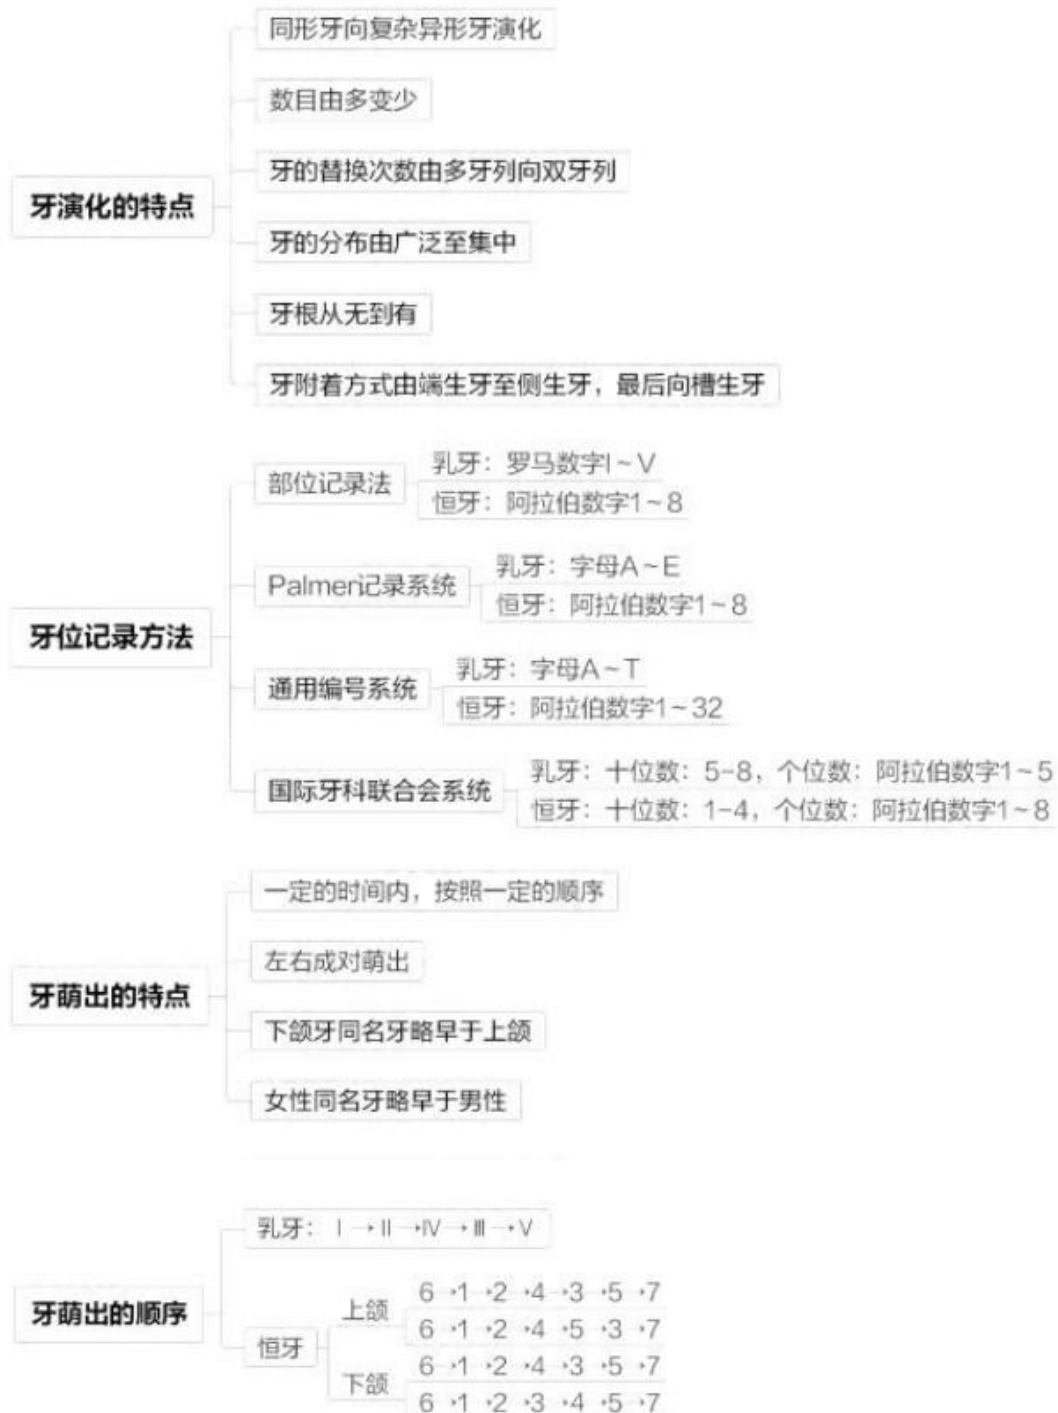 牙演化的特点
同形牙向复杂异形牙演化
数目由多变少
牙的替换次数由多牙列向双牙列
牙的分布由广泛至集中
牙根从无到有
牙附着方式由端生牙至侧生牙，最后向槽生牙
牙位记录方法
部位记录法
乳牙：罗马数字I~V
恒牙：阿拉伯数字1~8
Palmer记录系统
乳牙：字母A~E
恒牙：阿拉伯数字1~8
通用编号系统
乳牙：字母A~T
恒牙：阿拉伯数字1~32
国际牙科联合会系统
乳牙：十位数：5-8，个位数：阿拉伯数字1~5
恒牙：十位数：1-4，个位数：阿拉伯数字1~8
牙萌出的特点
一定的时间内，按照一定的顺序
左右成对萌出
下颌牙同名牙略早于上颌
女性同名牙略早于男性
牙萌出的顺序
乳牙：Ⅰ→Ⅱ→Ⅳ→Ⅲ→Ⅴ
恒牙
上颌
6→1→2→4→3→5→7
6→1→2→4→5→3→7
下颌
6→1→2→4→3→5→7
6→1→2→3→4→5→7